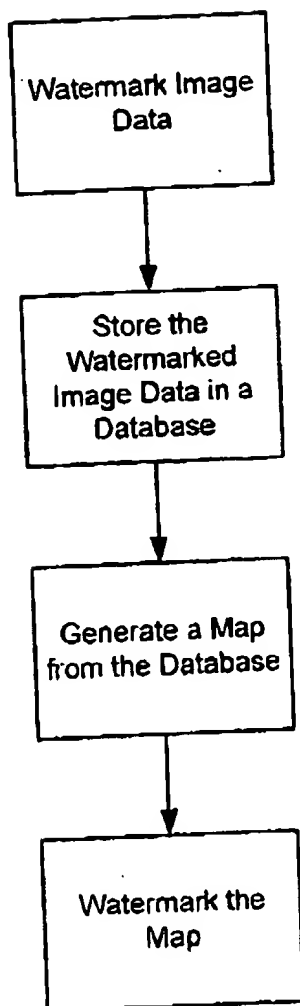 Watermark Image
Data
Store the
Watermarked
Image Data in a
Database
Generate a Map
from the Database
Watermark the
Map